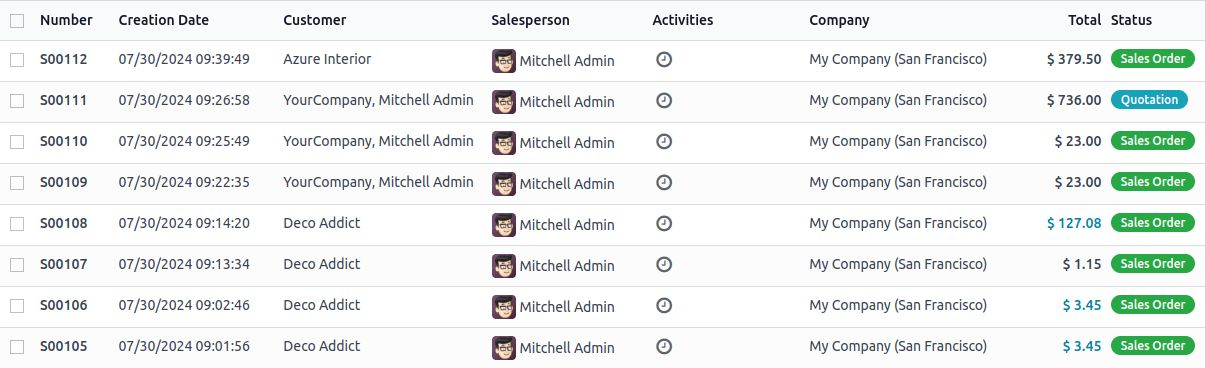 Number Creation Date Customer Salesperson Activities Company Total Status
S00112 07/30/2024 09:39:49 Azure Interior Mitchell Admin My Company (San Francisco) $ 379.50 Sales Order
S00111 07/30/2024 09:26:58 YourCompany, Mitchell Admin Mitchell Admin My Company (San Francisco) $ 736.00 Quotation
S00110 07/30/2024 09:25:49 YourCompany, Mitchell Admin Mitchell Admin My Company (San Francisco) $ 23.00 Sales Order
S00109 07/30/2024 09:22:35 YourCompany, Mitchell Admin Mitchell Admin My Company (San Francisco) $ 23.00 Sales Order
S00108 07/30/2024 09:14:20 Deco Addict Mitchell Admin My Company (San Francisco) $ 127.08 Sales Order
S00107 07/30/2024 09:13:34 Deco Addict Mitchell Admin My Company (San Francisco) $ 1.15 Sales Order
S00106 07/30/2024 09:02:46 Deco Addict Mitchell Admin My Company (San Francisco) $ 3.45 Sales Order
S00105 07/30/2024 09:01:56 Deco Addict Mitchell Admin My Company (San Francisco) $ 3.45 Sales Order